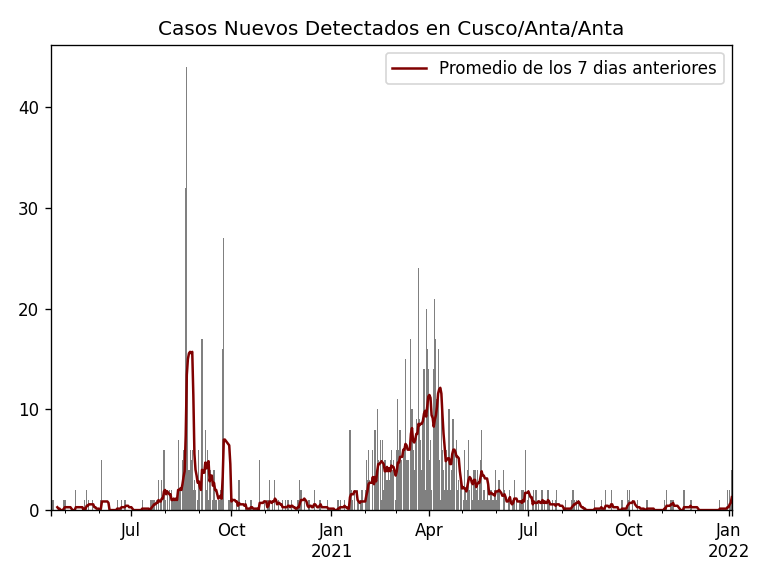 Casos Nuevos Detectados en Cusco/Anta/Anta
Promedio de los 7 dias anteriores
40
30
20
10
0
Jul Oct Jan Apr Jul Oct Jan
2021 2022